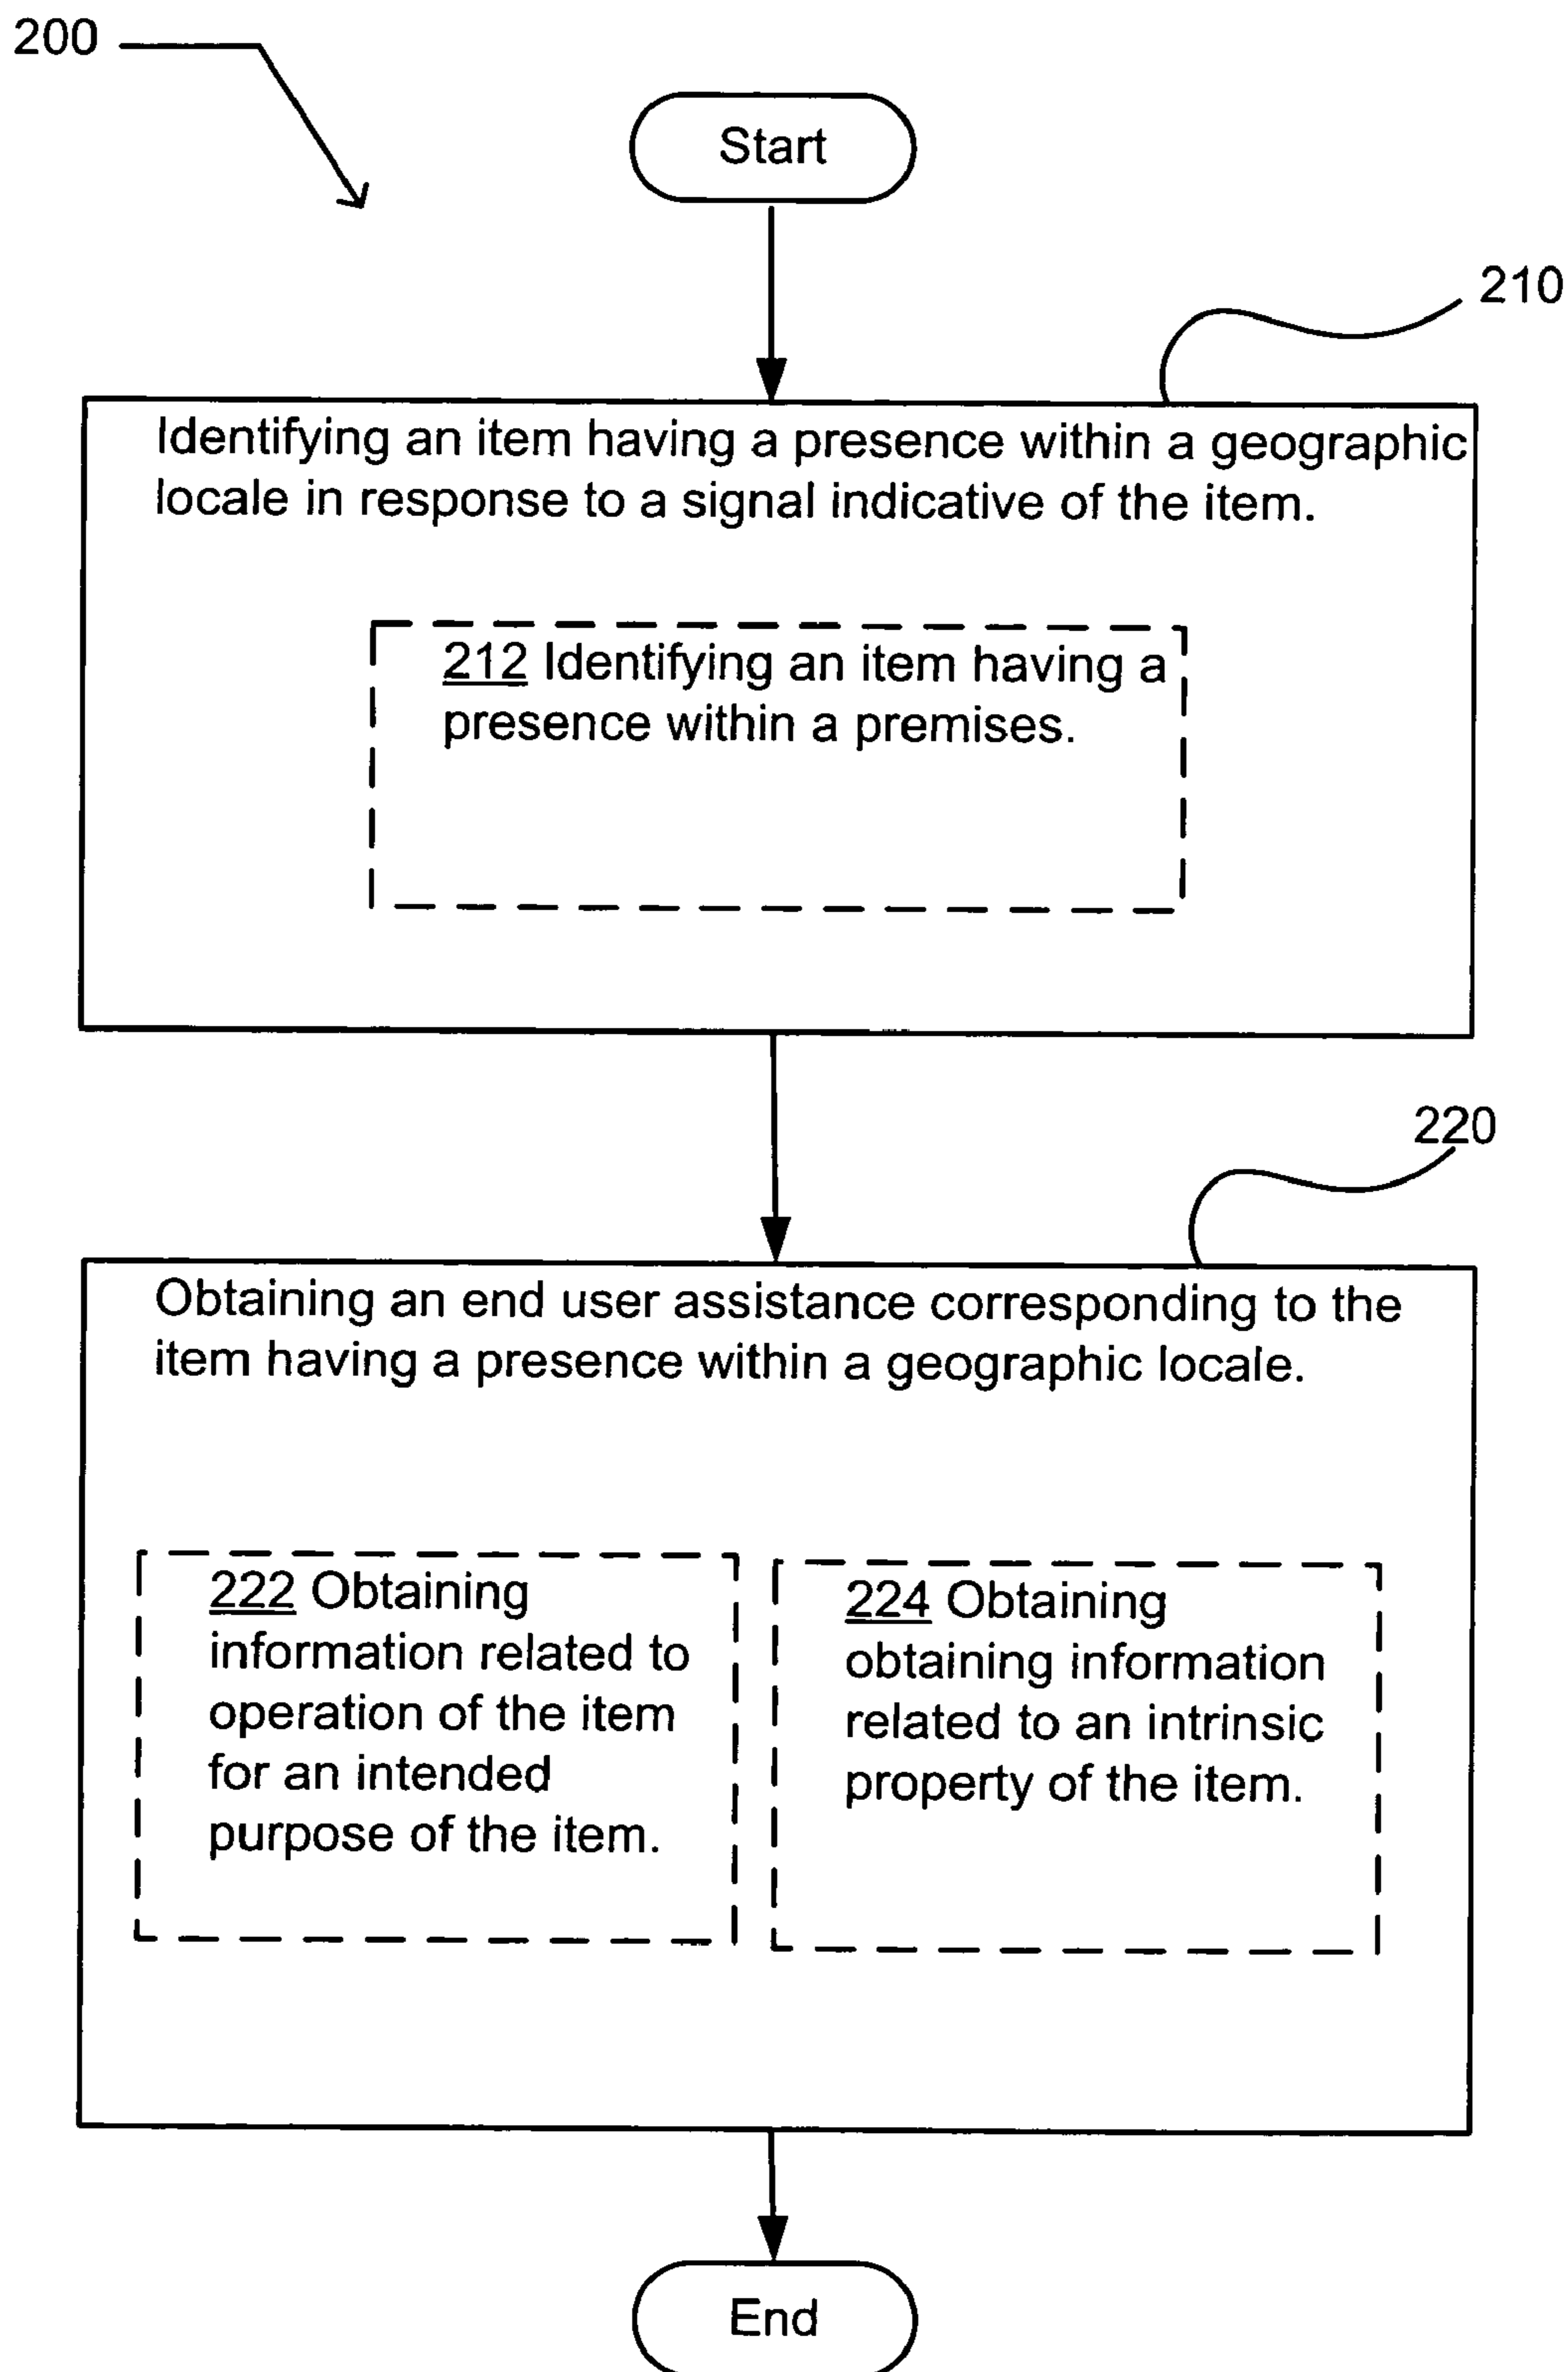 200
Start
210
Identifying an item having a presence within a geographic
locale in response to a signal indicative of the item.
212 Identifying an item having a
presence within a premises.
220
Obtaining an end user assistance corresponding to the
item having a presence within a geographic locale.
222 Obtaining
information related to
operation of the item
for an intended
purpose of the item.
224 Obtaining
obtaining information
related to an intrinsic
property of the item.
End